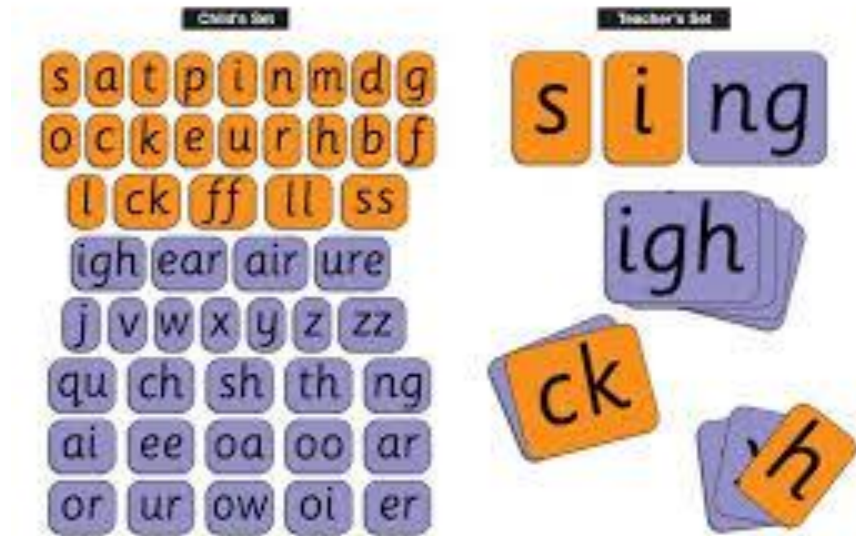 Child's Set
s a t p i n m d g
o c k e u r h b f
l ck ff ll ss
igh ear air ure
j v w x y z zz
qu ch sh th ng
ai ee oa oo ar
or ur ow oi er
Teacher's Set
s i ng
igh
ck
h